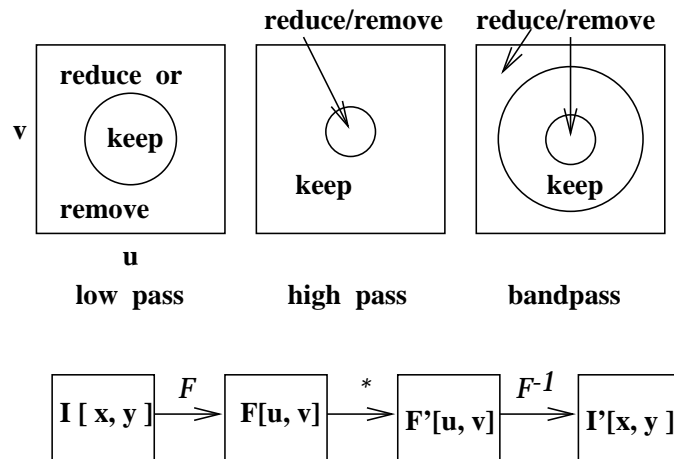 reduce/remove
reduce/remove
reduce or
keep
remove
v
u
keep
keep
low pass
high pass
bandpass
F
*
F-1
I [ x, y ]
F[u, v]
F'[u, v]
I'[x, y ]